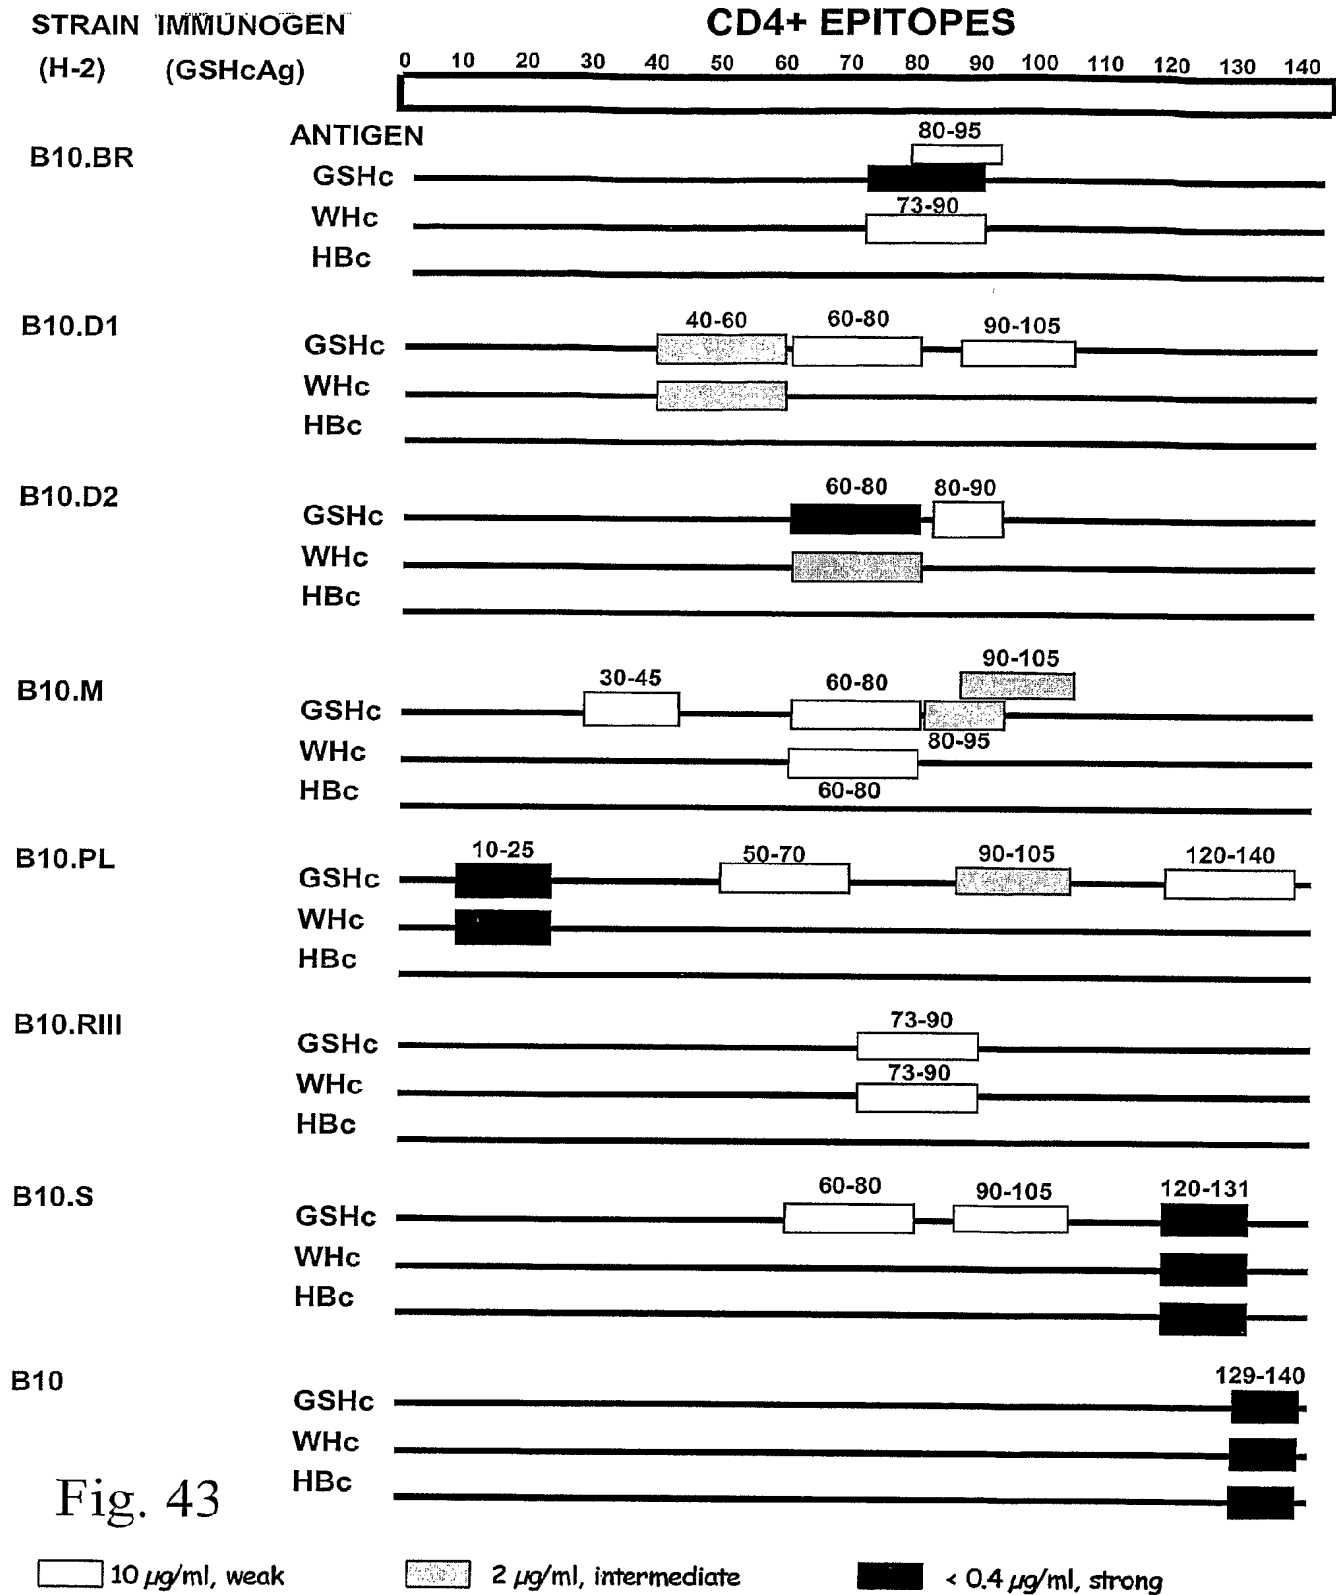 STRAIN IMMUNOGEN CD4+ EPITOPES
(H-2) (GSHcAg) 0 10 20 30 40 50 60 70 80 90 100 110 120 130 140
ANTIGEN
B10.BR
80-95
GSHc
73-90
WHc
HBc
B10.D1
40-60 60-80 90-105
GSHc
WHc
HBc
B10.D2
60-80 80-90
GSHc
WHc
HBc
B10.M
90-105
30-45 60-80
GSHc
80-95
WHc
60-80
HBc
B10.PL
10-25 50-70 90-105 120-140
GSHc
WHc
HBc
B10.RIII
73-90
GSHc
73-90
WHc
HBc
B10.S
60-80 90-105 120-131
GSHc
WHc
HBc
B10
129-140
GSHc
WHc
HBc
Fig. 43
10 µg/ml, weak 2 µg/ml, intermediate < 0.4 µg/ml, strong